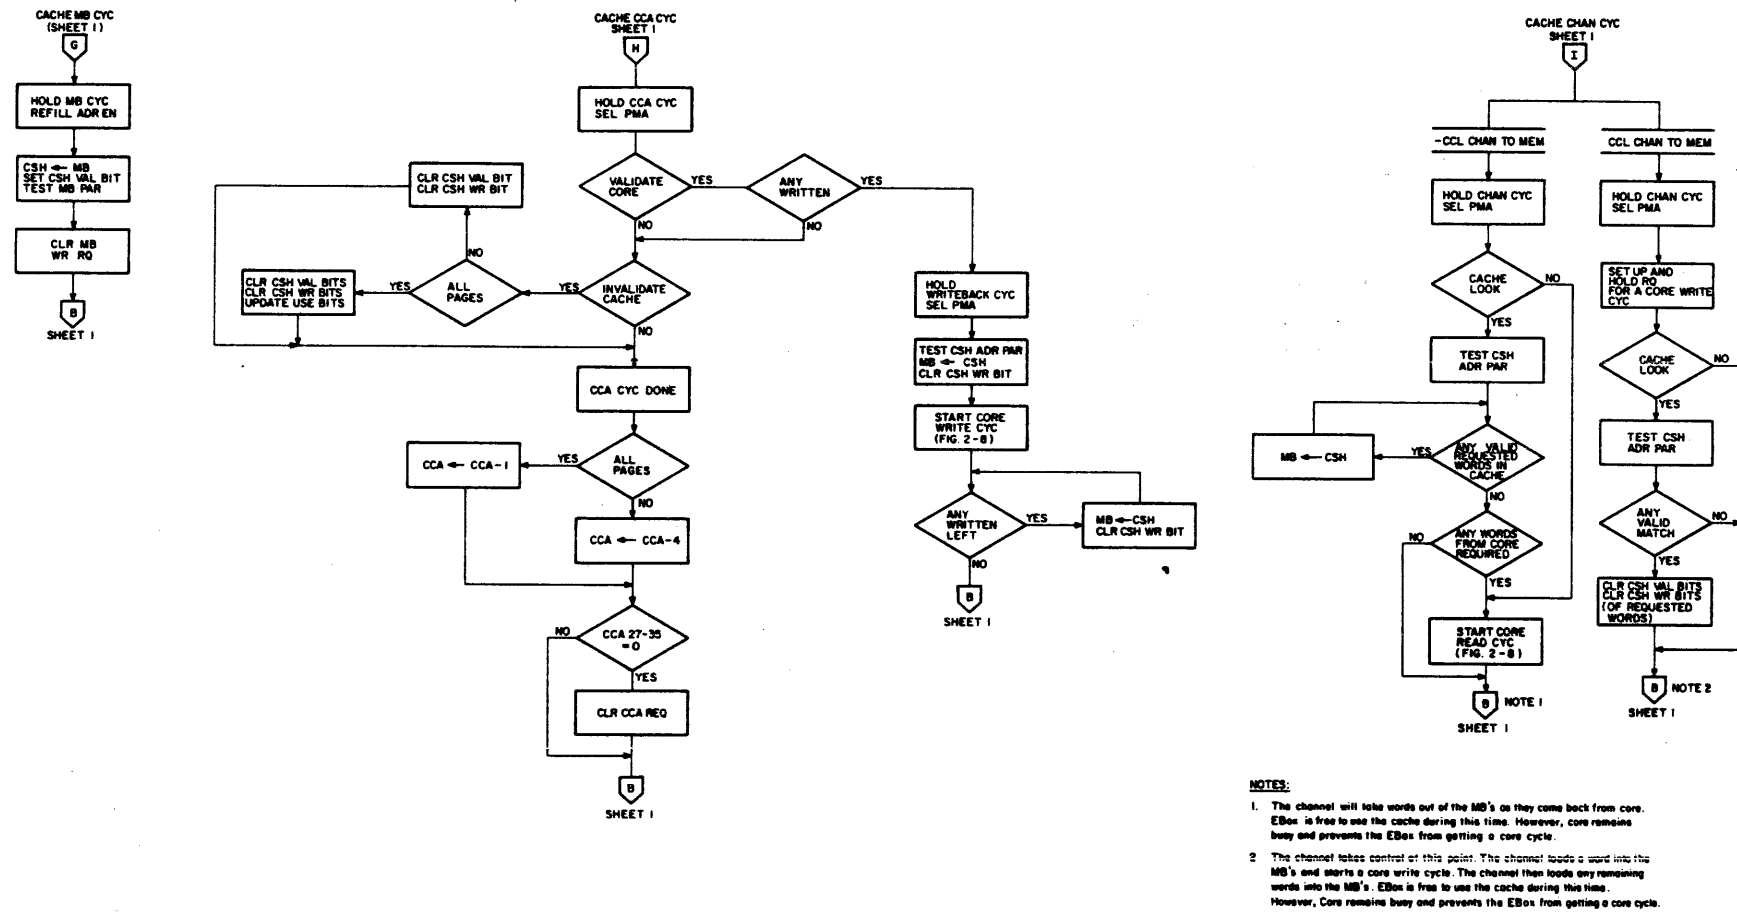 CACHE MB CYC
(SHEET 1)
G
HOLD MB CYC
REFILL ADR EN
CSH ← MB
SET CSH VAL BIT
TEST MB PAR
CLR MB
WR RQ
B
SHEET 1
CACHE CCA CYC
SHEET 1
H
HOLD CCA CYC
SEL PMA
VALIDATE
CORE
YES
NO
ANY
WRITTEN
YES
NO
CLR CSH VAL BIT
CLR CSH WR BIT
NO
CLR CSH VAL BITS
CLR CSH WR BITS
UPDATE USE BITS
YES
ALL
PAGES
YES
INVALIDATE
CACHE
NO
CCA CYC DONE
ALL
PAGES
YES
NO
CCA ← CCA-1
CCA ← CCA-4
CCA 27-35
=0
NO
YES
CLR CCA REQ
B
SHEET 1
HOLD
WRITEBACK CYC
SEL PMA
TEST CSH ADR PAR
MB ← CSH
CLR CSH WR BIT
START CORE
WRITE CYC
(FIG. 2-8)
ANY
WRITTEN
LEFT
YES
NO
MB ← CSH
CLR CSH WR BIT
B
SHEET 1
CACHE CHAN CYC
SHEET 1
I
-CCL CHAN TO MEM
HOLD CHAN CYC
SEL PMA
CACHE
LOOK
NO
YES
TEST CSH
ADR PAR
ANY VALID
REQUESTED
WORDS IN
CACHE
YES
NO
MB ← CSH
ANY WORDS
FROM CORE
REQUIRED
NO
YES
START CORE
READ CYC
(FIG. 2-8)
B NOTE 1
SHEET 1
CCL CHAN TO MEM
HOLD CHAN CYC
SEL PMA
SET UP AND
HOLD RQ
FOR A CORE WRITE
CYC
CACHE
LOOK
NO
YES
TEST CSH
ADR PAR
ANY
VALID
MATCH
NO
YES
CLR CSH VAL BITS
CLR CSH WR BITS
(OF REQUESTED
WORDS)
B NOTE 2
SHEET 1
NOTES:
1. The channel will take words out of the MB's as they come back from core.
EBox is free to use the cache during this time. However, core remains
busy and prevents the EBox from getting a core cycle.
2 The channel takes control at this point. The channel loads a word into the
MB's and starts a core write cycle. The channel then loads any remaining
words into the MB's. EBox is free to use the cache during this time.
However, Core remains busy and prevents the EBox from getting a core cycle.